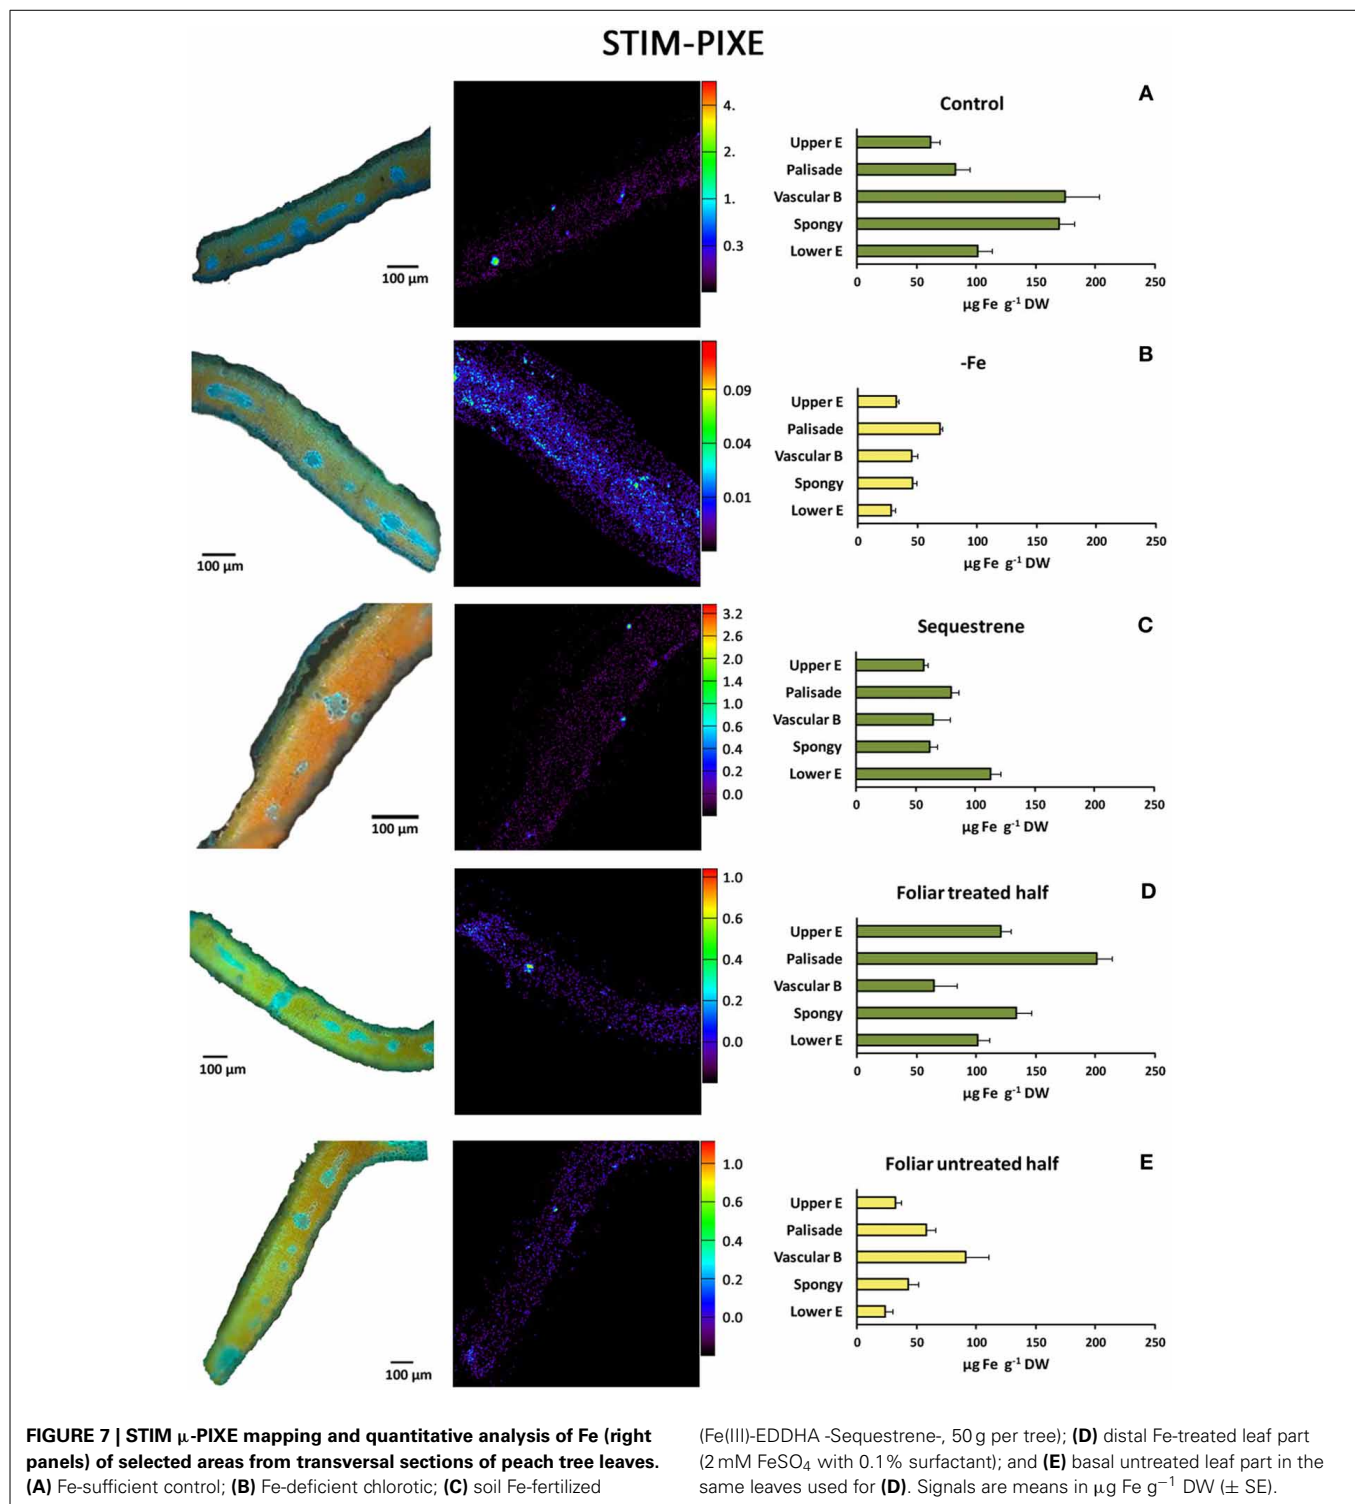 STIM-PIXE
100 µm
4.
2.
1.
0.3
Control
A
Upper E
Palisade
Vascular B
Spongy
Lower E
0 50 100 150 200 250
µg Fe g⁻¹ DW
100 µm
0.09
0.04
0.01
-Fe
B
Upper E
Palisade
Vascular B
Spongy
Lower E
0 50 100 150 200 250
µg Fe g⁻¹ DW
100 µm
3.2
2.6
2.0
1.4
1.0
0.6
0.4
0.2
0.0
Sequestrene
C
Upper E
Palisade
Vascular B
Spongy
Lower E
0 50 100 150 200 250
µg Fe g⁻¹ DW
100 µm
1.0
0.6
0.4
0.2
0.0
Foliar treated half
D
Upper E
Palisade
Vascular B
Spongy
Lower E
0 50 100 150 200 250
µg Fe g⁻¹ DW
100 µm
1.0
0.6
0.4
0.2
0.0
Foliar untreated half
E
Upper E
Palisade
Vascular B
Spongy
Lower E
0 50 100 150 200 250
µg Fe g⁻¹ DW
FIGURE 7 | STIM µ-PIXE mapping and quantitative analysis of Fe (right
panels) of selected areas from transversal sections of peach tree leaves.
(A) Fe-sufficient control; (B) Fe-deficient chlorotic; (C) soil Fe-fertilized
(Fe(III)-EDDHA -Sequestrene-, 50 g per tree); (D) distal Fe-treated leaf part
(2 mM FeSO₄ with 0.1% surfactant); and (E) basal untreated leaf part in the
same leaves used for (D). Signals are means in µg Fe g⁻¹ DW (± SE).